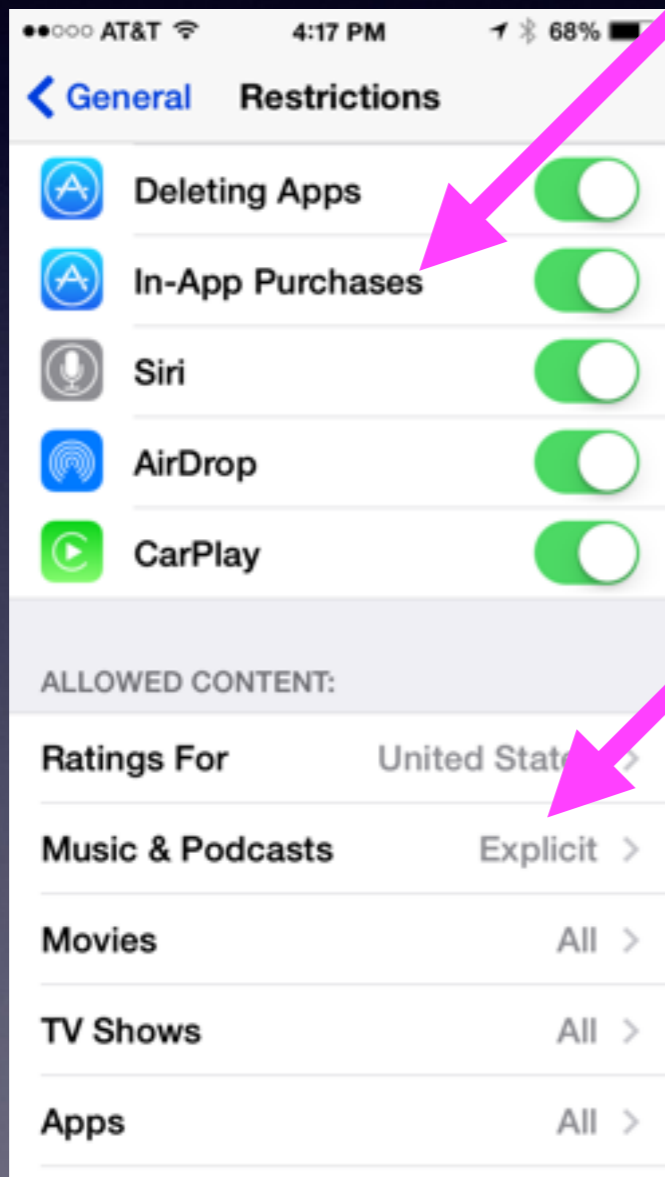 AT&T 4:17 PM 68%
General Restrictions
Deleting Apps
In-App Purchases
Siri
AirDrop
CarPlay
ALLOWED CONTENT:
Ratings For
Music & Podcasts Explicit
Movies All
TV Shows All
Apps All